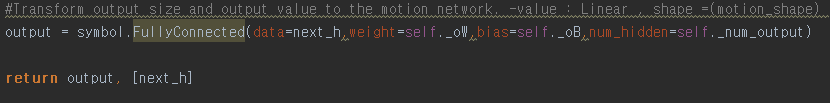 #Transform output size and output value to the motion network. -value : Linear , shape =(motion_shape)
output = symbol.FullyConnected(data=next_h,weight=self._oW,bias=self._oB,num_hidden=self._num_output)
return output, [next_h]